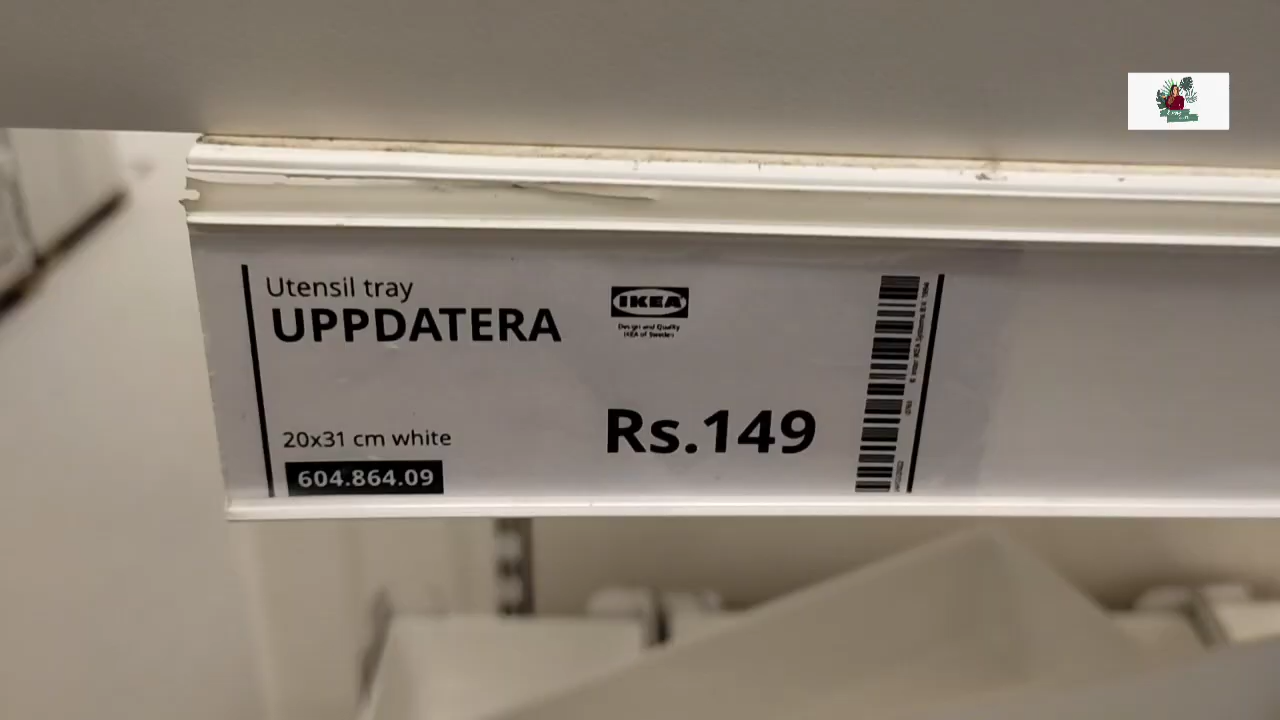 Utensil tray
UPPDATERA
IKEA
Design and Quality
IKEA of Sweden
Rs.149
20x31 cm white
604.864.09